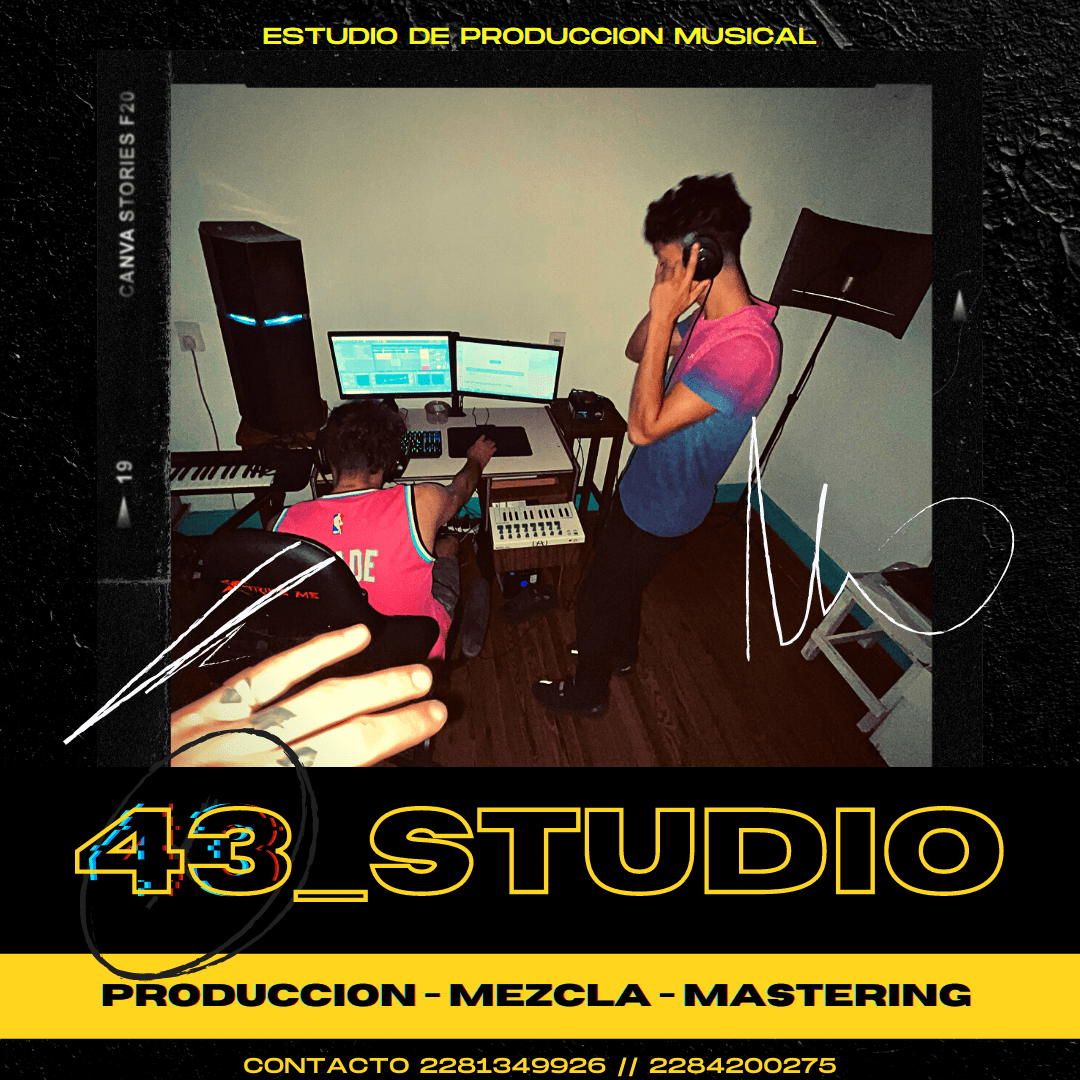 ESTUDIO DE PRODUCCION MUSICAL
CANVA STORIES F20
19
43_STUDIO
PRODUCCION - MEZCLA - MASTERING
CONTACTO 2281349926 // 2284200275